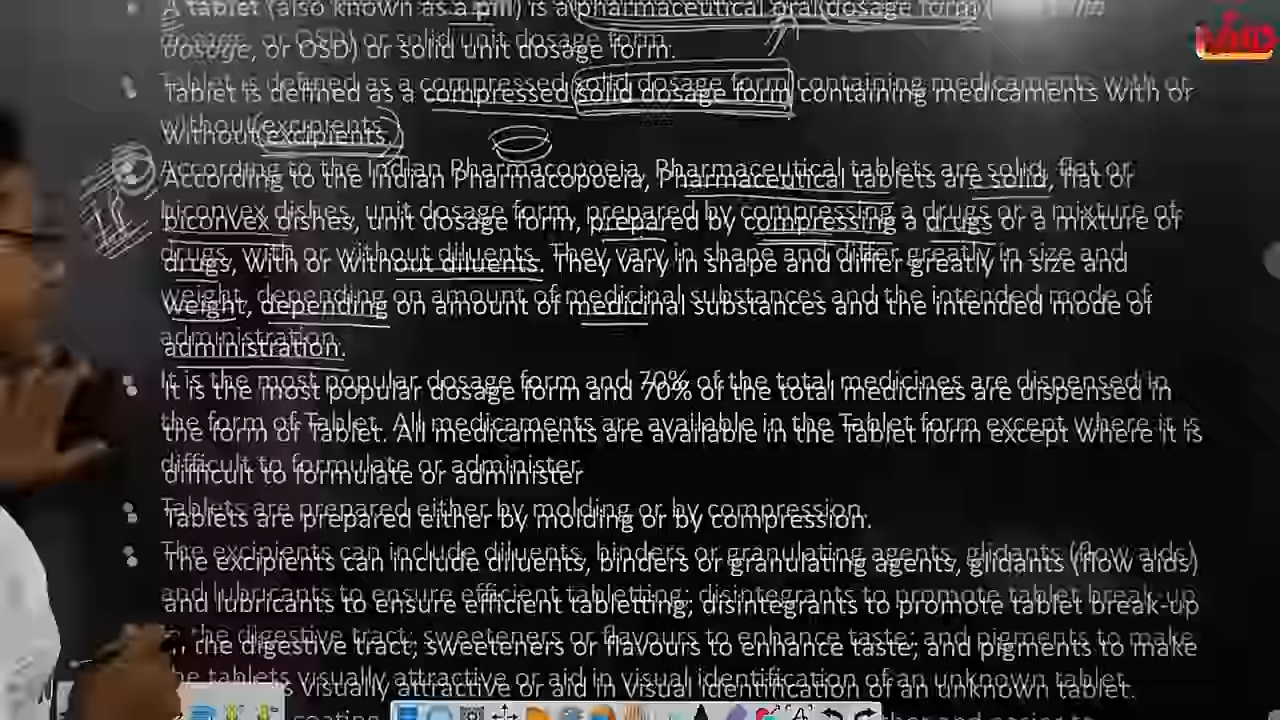 A tablet (also known as a pill) is a pharmaceutical oral dosage form (
dosage, or OSD) or solid unit dosage form.
Tablet is defined as a compressed solid dosage form containing medicaments with or
without excipients.
According to the Indian Pharmacopoeia, Pharmaceutical tablets are solid, flat or
biconvex dishes, unit dosage form, prepared by compressing a drugs or a mixture of
drugs, with or without diluents. They vary in shape and differ greatly in size and
weight, depending on amount of medicinal substances and the intended mode of
administration.
It is the most popular dosage form and 70% of the total medicines are dispensed in
the form of Tablet. All medicaments are available in the Tablet form except where it is
difficult to formulate or administer
Tablets are prepared either by molding or by compression.
The excipients can include diluents, binders or granulating agents, glidants (flow aids)
and lubricants to ensure efficient tabletting; disintegrants to promote tablet break-up
the digestive tract; sweeteners or flavours to enhance taste; and pigments to make
visually attractive or aid in visual identification of an unknown tablet.
coating